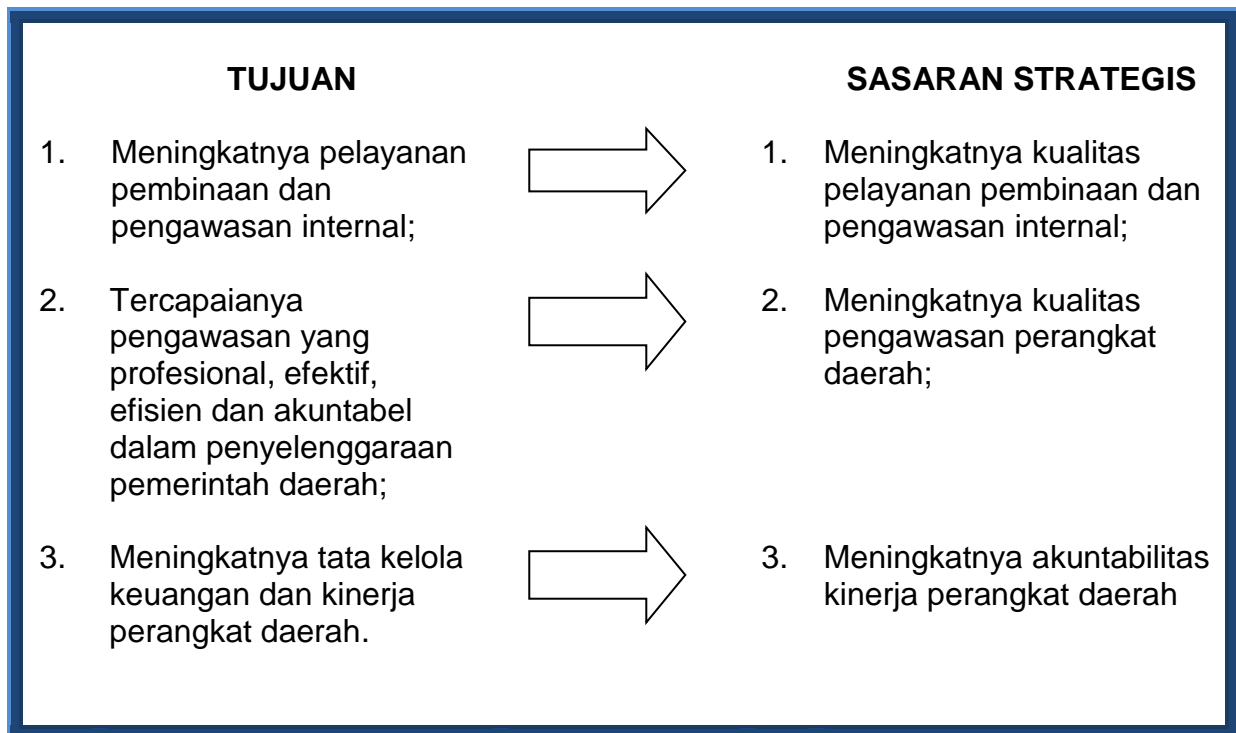 TUJUAN
1. Meningkatnya pelayanan
pembinaan dan
pengawasan internal;
2. Tercapaianya
pengawasan yang
profesional, efektif,
efisien dan akuntabel
dalam penyelenggaraan
pemerintah daerah;
3. Meningkatnya tata kelola
keuangan dan kinerja
perangkat daerah.
SASARAN STRATEGIS
1. Meningkatnya kualitas
pelayanan pembinaan dan
pengawasan internal;
2. Meningkatnya kualitas
pengawasan perangkat
daerah;
3. Meningkatnya akuntabilitas
kinerja perangkat daerah